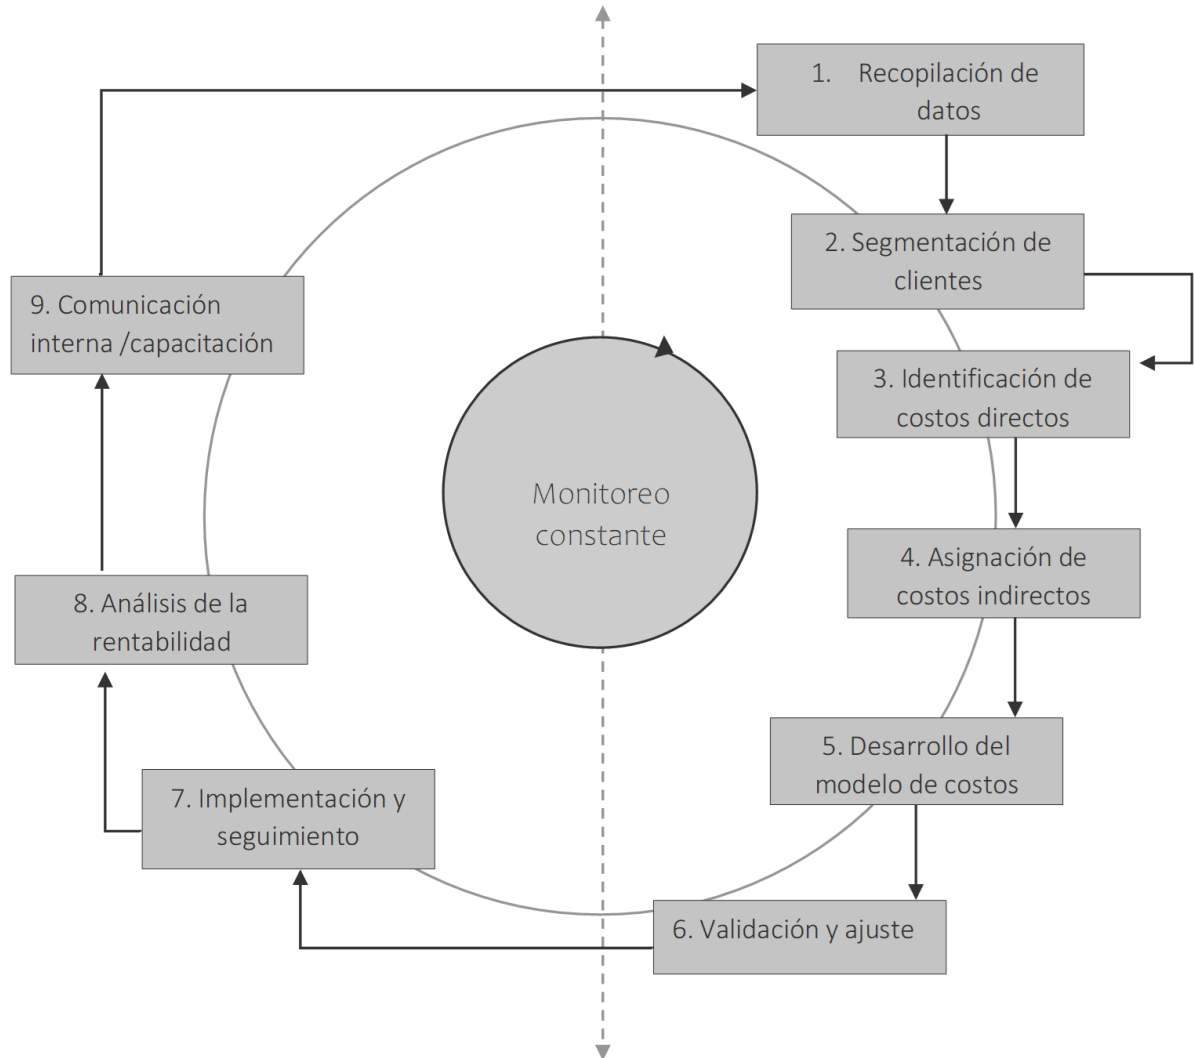 1. Recopilación de
datos
2. Segmentación de
clientes
3. Identificación de
costos directos
4. Asignación de
costos indirectos
5. Desarrollo del
modelo de costos
6. Validación y ajuste
7. Implementación y
seguimiento
8. Análisis de la
rentabilidad
9. Comunicación
interna /capacitación
Monitoreo
constante